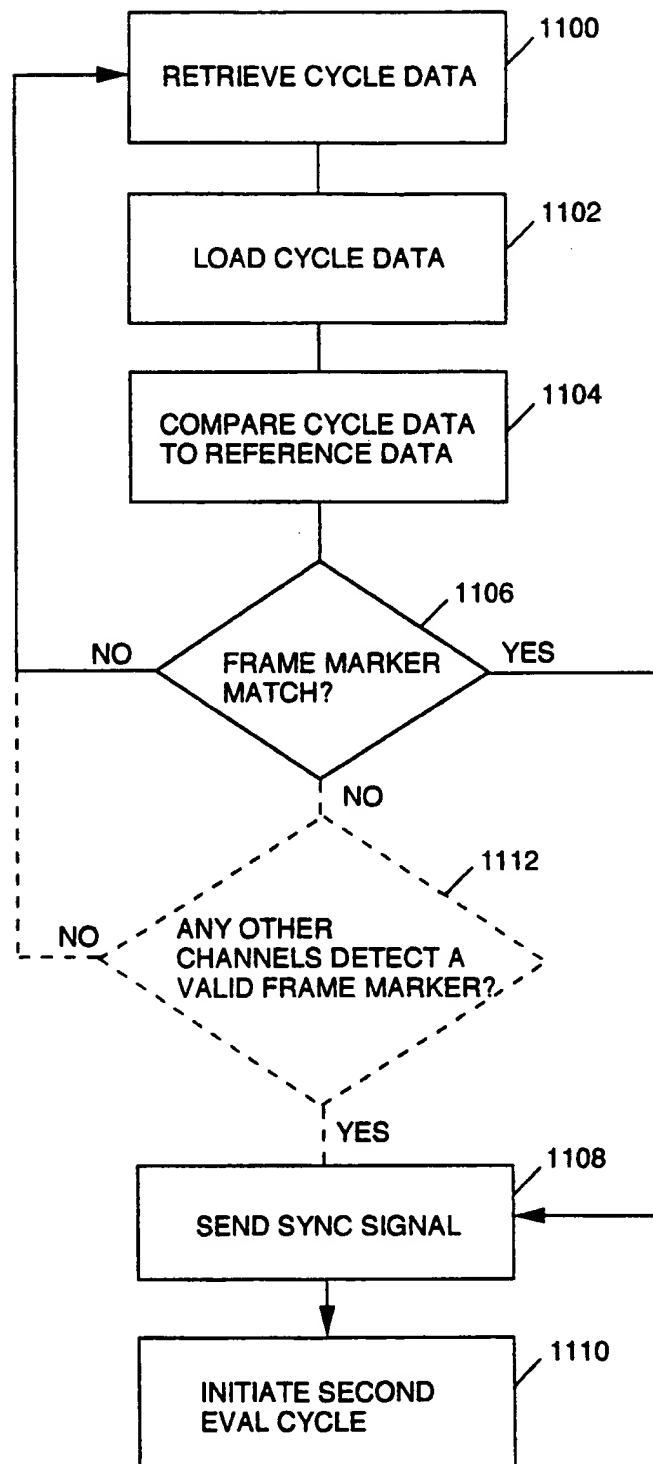 1100
RETRIEVE CYCLE DATA
1102
LOAD CYCLE DATA
1104
COMPARE CYCLE DATA
TO REFERENCE DATA
1106
NO
FRAME MARKER
MATCH?
YES
NO
1112
NO
ANY OTHER
CHANNELS DETECT A
VALID FRAME MARKER?
YES
1108
SEND SYNC SIGNAL
1110
INITIATE SECOND
EVAL CYCLE